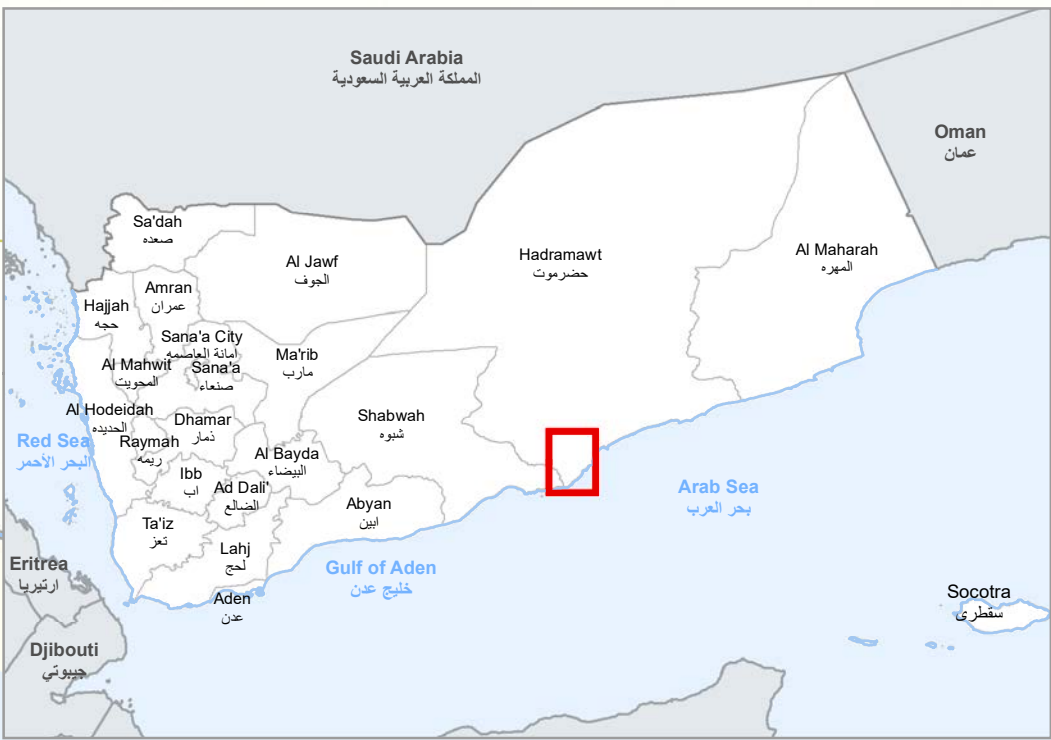 Saudi Arabia
المملكة العربية السعودية
Oman
عمان
Sa'dah
صعده
Al Jawf
الجوف
Hadramawt
حضرموت
Al Maharah
المهره
Amran
عمران
Hajjah
حجه
Sana'a City
أمانة العاصمه
Ma'rib
مارب
Al Mahwit
المحويت
Sana'a
صنعاء
Al Hodeidah
الحديده
Dhamar
ذمار
Shabwah
شبوه
Red Sea
البحر الأحمر
Raymah
ريمه
Al Bayda
البيضاء
Ibb
اب
Ad Dali'
الضالع
Abyan
ابين
Arab Sea
بحر العرب
Ta'iz
تعز
Lahj
لحج
Gulf of Aden
خليج عدن
Eritrea
ارتيريا
Aden
عدن
Socotra
سقطرى
Djibouti
جيبوتي